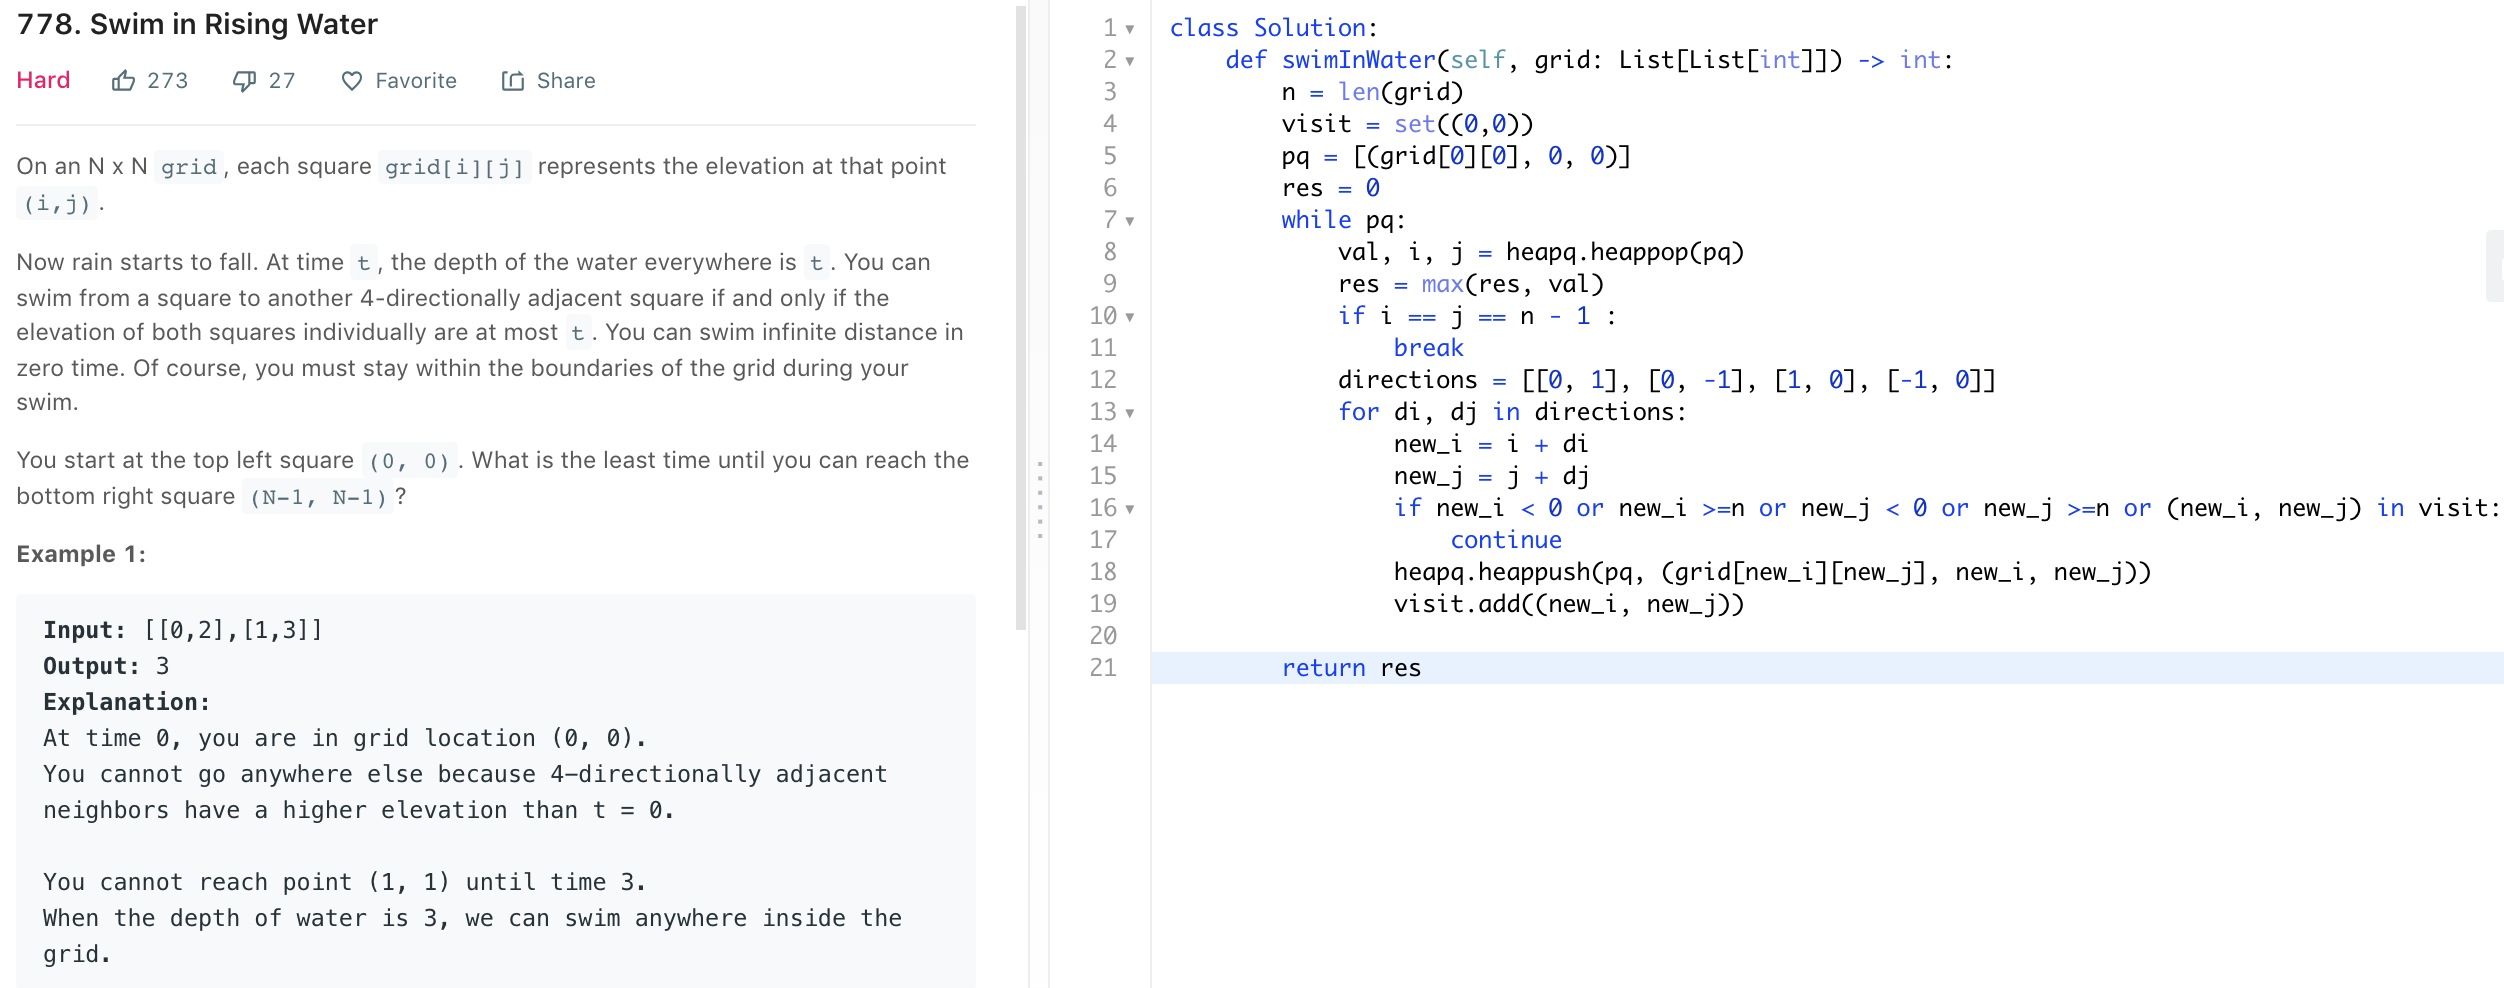 778. Swim in Rising Water
Hard 273 27 Favorite Share
On an N x N grid, each square grid[i][j] represents the elevation at that point
(i,j).
Now rain starts to fall. At time t, the depth of the water everywhere is t. You can
swim from a square to another 4-directionally adjacent square if and only if the
elevation of both squares individually are at most t. You can swim infinite distance in
zero time. Of course, you must stay within the boundaries of the grid during your
swim.
You start at the top left square (0, 0). What is the least time until you can reach the
bottom right square (N-1, N-1)?
Example 1:
Input: [[0,2],[1,3]]
Output: 3
Explanation:
At time 0, you are in grid location (0, 0).
You cannot go anywhere else because 4-directionally adjacent
neighbors have a higher elevation than t = 0.
You cannot reach point (1, 1) until time 3.
When the depth of water is 3, we can swim anywhere inside the
grid.
1 class Solution:
2     def swimInWater(self, grid: List[List[int]]) -> int:
3         n = len(grid)
4         visit = set((0,0))
5         pq = [(grid[0][0], 0, 0)]
6         res = 0
7         while pq:
8             val, i, j = heapq.heappop(pq)
9             res = max(res, val)
10             if i == j == n - 1 :
11                 break
12             directions = [[0, 1], [0, -1], [1, 0], [-1, 0]]
13             for di, dj in directions:
14                 new_i = i + di
15                 new_j = j + dj
16                 if new_i < 0 or new_i >=n or new_j < 0 or new_j >=n or (new_i, new_j) in visit:
17                     continue
18                 heapq.heappush(pq, (grid[new_i][new_j], new_i, new_j))
19                 visit.add((new_i, new_j))
20
21         return res